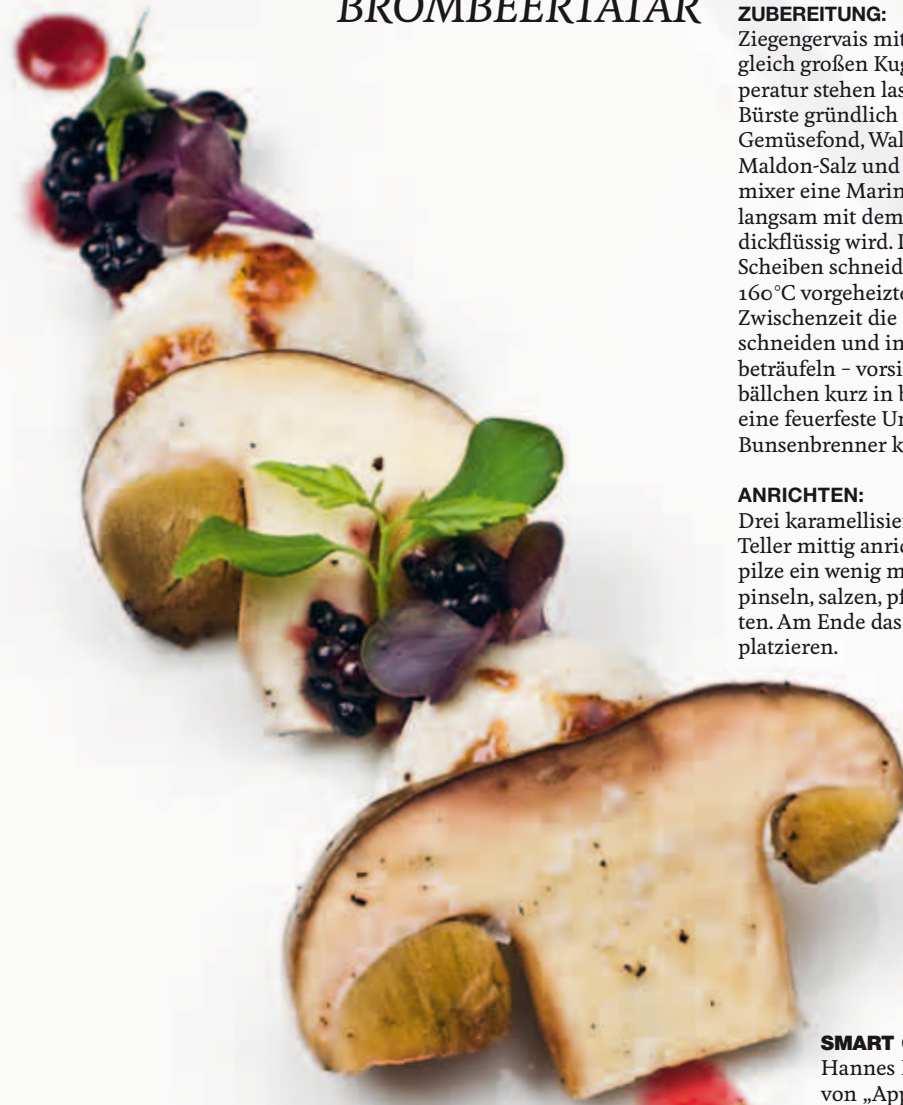 BROMBEERTATAR
ZUBEREITUNG:
Ziegengervais mit
gleich großen Kug
peratur stehen las
Bürste gründlich
Gemüsefond, Wal
Maldon-Salz und
mixer eine Marin
langsam mit dem
dickflüssig wird. I
Scheiben schneid
160°C vorgeheizte
Zwischenzeit die
schneiden und in
beträufeln – vorsi
bällchen kurz in b
eine feuerfeste Un
Bunsenbrenner k
ANRICHTEN:
Drei karamellisie
Teller mittig anric
pilze ein wenig m
pinseln, salzen, pf
ten. Am Ende das
platzieren.
SMART
Hannes
von „App